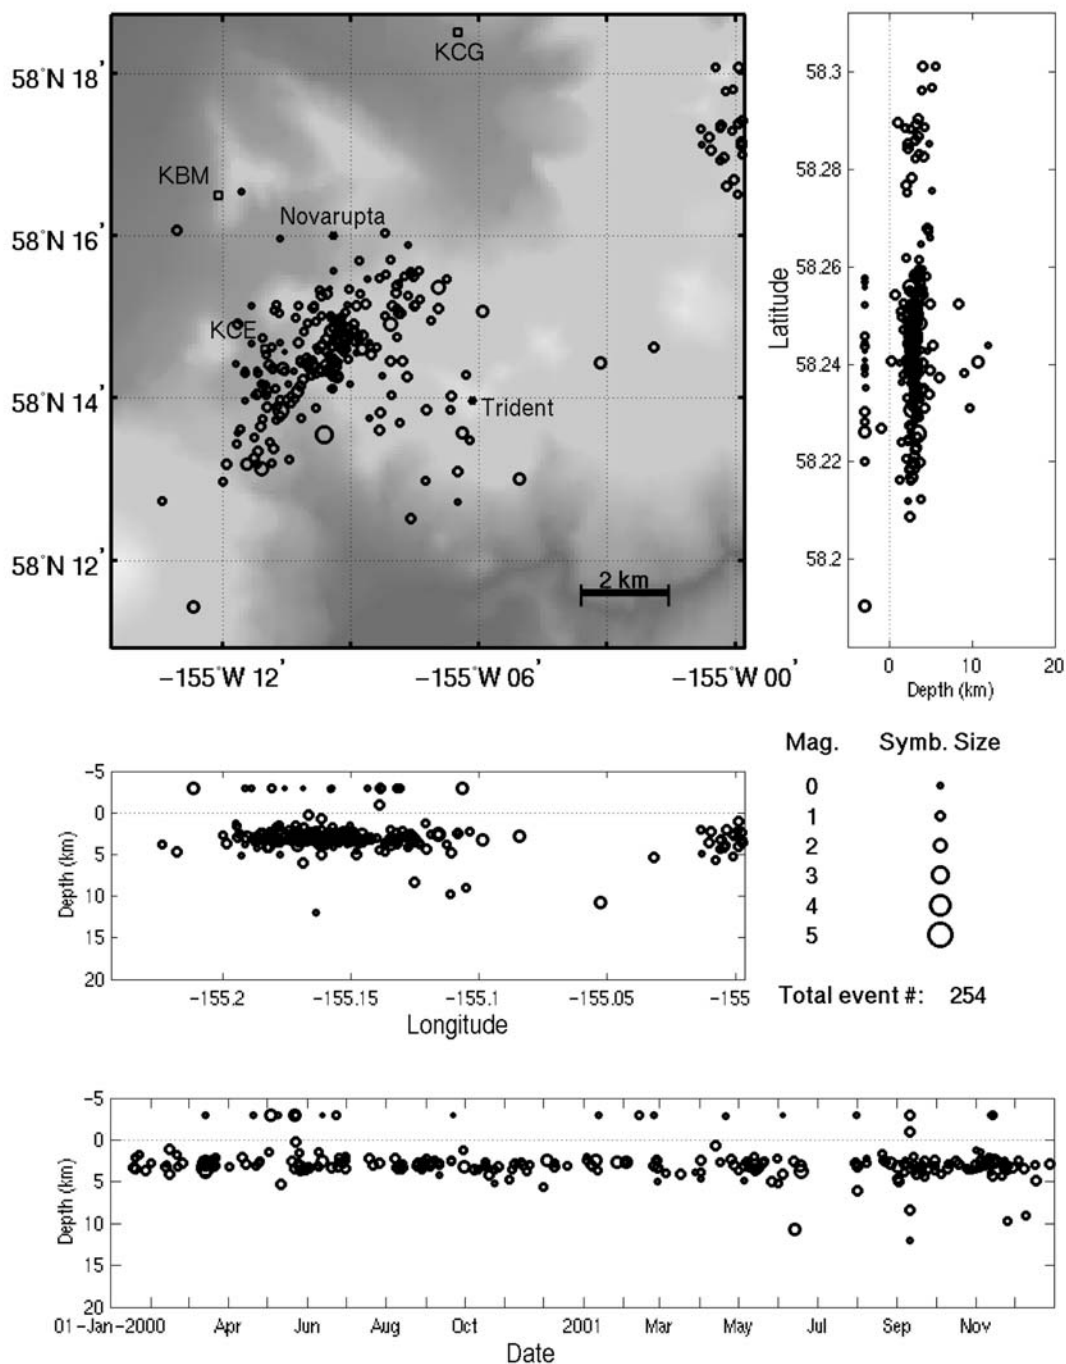 58°N 18'
58°N 16'
58°N 14'
58°N 12'
KCG
KBM
Novarupta
KCE
Trident
2 km
-155°W 12'
-155°W 06'
-155°W 00'
58.3
58.28
58.26
58.24
58.22
58.2
Latitude
0
10
20
Depth (km)
-5
0
5
10
15
20
Depth (km)
-155.2
-155.15
-155.1
-155.05
-155
Longitude
Mag. Symb. Size
0
1
2
3
4
5
Total event #: 254
-5
0
5
10
15
20
Depth (km)
01-Jan-2000 Apr Jun Aug Oct 2001 Mar May Jul Sep Nov
Date